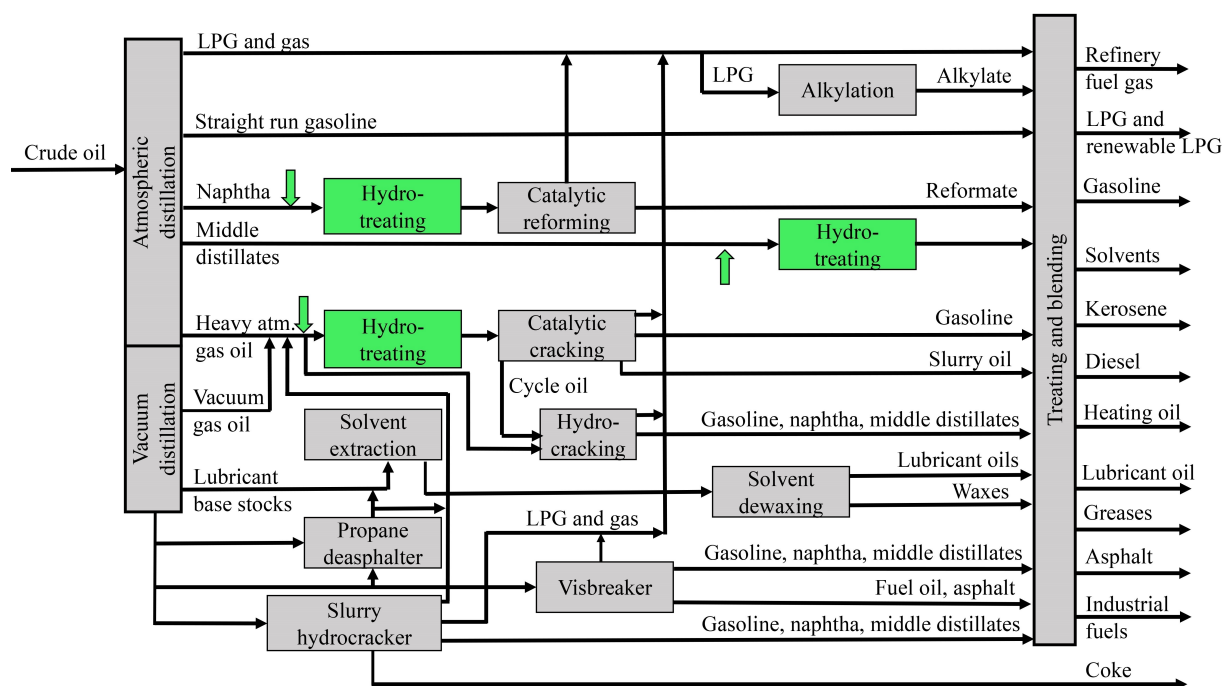 LPG and gas
LPG
Alkylation
Alkylate
Refinery
fuel gas
Crude oil
Atmospheric
distillation
Straight run gasoline
LPG and
renewable LPG
Naphtha
Hydro-
treating
Catalytic
reforming
Reformate
Gasoline
Middle
distillates
Hydro-
treating
Solvents
Treating and blending
Heavy atm.
gas oil
Hydro-
treating
Catalytic
cracking
Gasoline
Kerosene
Slurry oil
Diesel
Cycle oil
Vacuum
distillation
Vacuum
gas oil
Solvent
extraction
Hydro-
cracking
Gasoline, naphtha, middle distillates
Heating oil
Lubricant
base stocks
Solvent
dewaxing
Lubricant oils
Waxes
Lubricant oil
Greases
Propane
deasphalter
LPG and gas
Visbreaker
Gasoline, naphtha, middle distillates
Asphalt
Fuel oil, asphalt
Slurry
hydrocracker
Gasoline, naphtha, middle distillates
Industrial
fuels
Coke